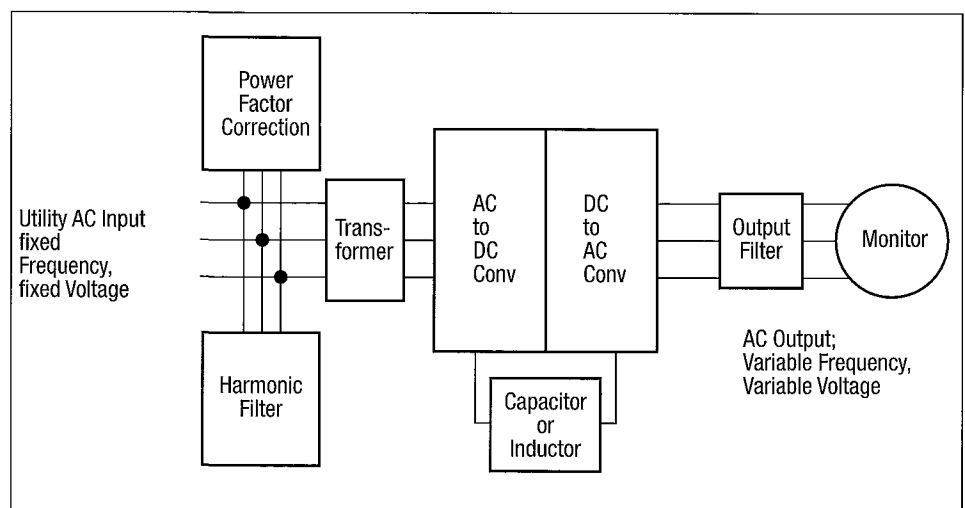 Power
Factor
Correction
Utility AC Input
fixed
Frequency,
fixed Voltage
Trans-
former
AC
to
DC
Conv
DC
to
AC
Conv
Output
Filter
Monitor
Harmonic
Filter
Capacitor
or
Inductor
AC Output;
Variable Frequency,
Variable Voltage